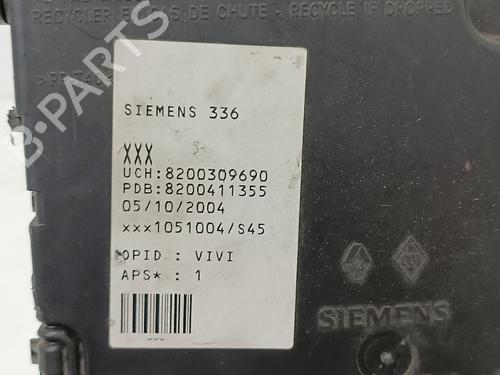 RECYCLER EN CAS DE CHUTE - RECYCLE IF DROPPED
SIEMENS 336
XXX
UCH:8200309690
PDB:8200411355
05/10/2004
xxx1051004/S45
OPID : VIVI
APS* : 1
SIEMENS